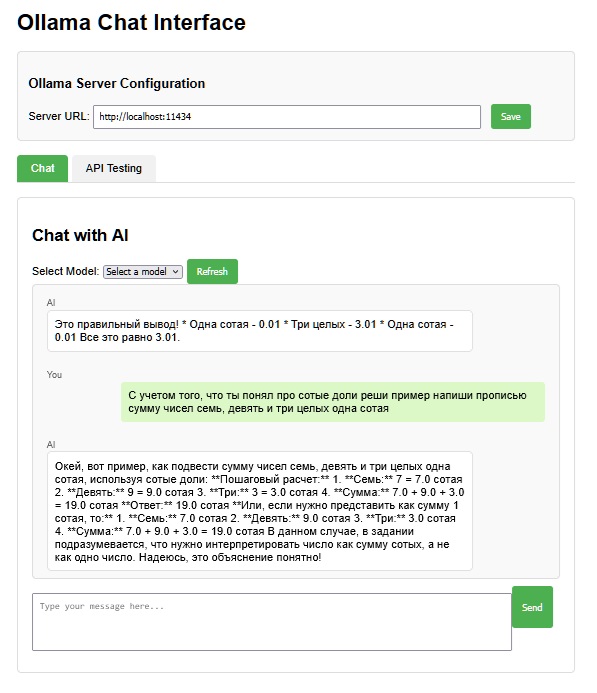 Ollama Chat Interface
Ollama Server Configuration
Server URL: http://localhost:11434 Save
Chat API Testing
Chat with AI
Select Model: Select a model Refresh
AI
Это правильный вывод! * Одна сотая - 0.01 * Три целых - 3.01 * Одна сотая -
0.01 Все это равно 3.01.
You
С учетом того, что ты понял про сотые доли реши пример напиши прописью
сумму чисел семь, девять и три целых одна сотая
AI
Окей, вот пример, как подвести сумму чисел семь, девять и три целых одна
сотая, используя сотые доли: **Пошаговый расчет:** 1. **Семь:** 7 = 7.0 сотая
2. **Девять:** 9 = 9.0 сотая 3. **Три:** 3 = 3.0 сотая 4. **Сумма:** 7.0 + 9.0 + 3.0
= 19.0 сотая **Ответ:** 19.0 сотая **Или, если нужно представить как сумму 1
сотая, то:** 1. **Семь:** 7.0 сотая 2. **Девять:** 9.0 сотая 3. **Три:** 3.0 сотая
4. **Сумма:** 7.0 + 9.0 + 3.0 = 19.0 сотая В данном случае, в задании
подразумевается, что нужно интерпретировать число как сумму сотых, а не
как одно число. Надеюсь, это объяснение понятно!
Type your message here...
Send